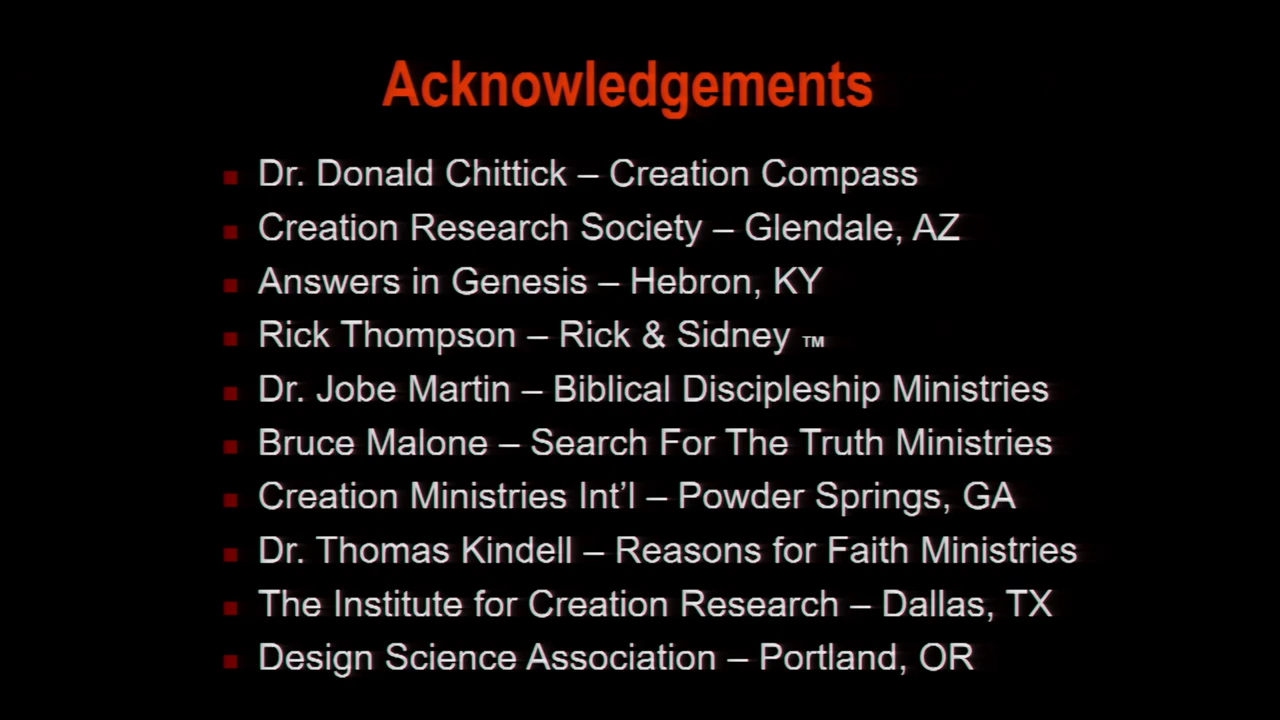 Acknowledgements
Dr. Donald Chittick – Creation Compass
Creation Research Society – Glendale, AZ
Answers in Genesis – Hebron, KY
Rick Thompson – Rick & Sidney ™
Dr. Jobe Martin – Biblical Discipleship Ministries
Bruce Malone – Search For The Truth Ministries
Creation Ministries Int’l – Powder Springs, GA
Dr. Thomas Kindell – Reasons for Faith Ministries
The Institute for Creation Research – Dallas, TX
Design Science Association – Portland, OR